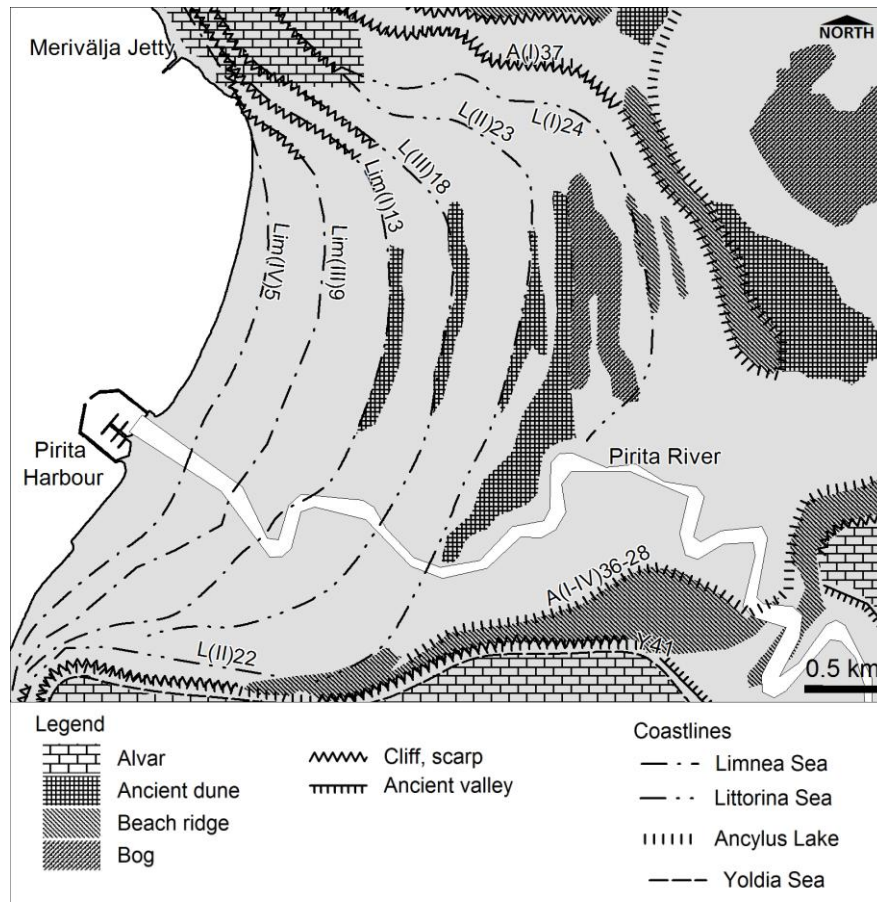 Merivälja Jetty
NORTH
A(I)37
L(I)24
L(II)23
L(III)18
Lim(I)13
Lim(III)9
Lim(IV)5
Pirita
Harbour
Pirita River
A(I-IV)36-28
L(II)22
Y41
0.5 km
Legend
Alvar
Ancient dune
Beach ridge
Bog
Cliff, scarp
Ancient valley
Coastlines
Limnea Sea
Littorina Sea
Ancylus Lake
Yoldia Sea